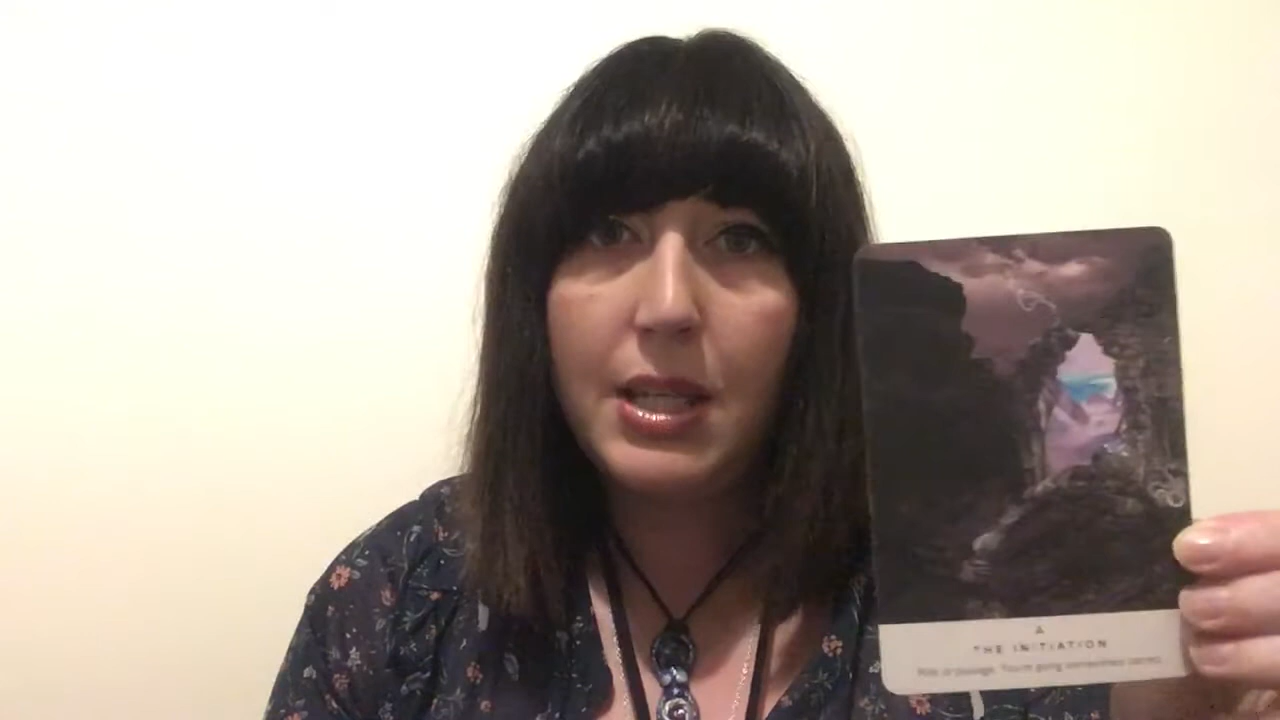 THE INITIATION
Rite of passage. You're going somewhere sacred.